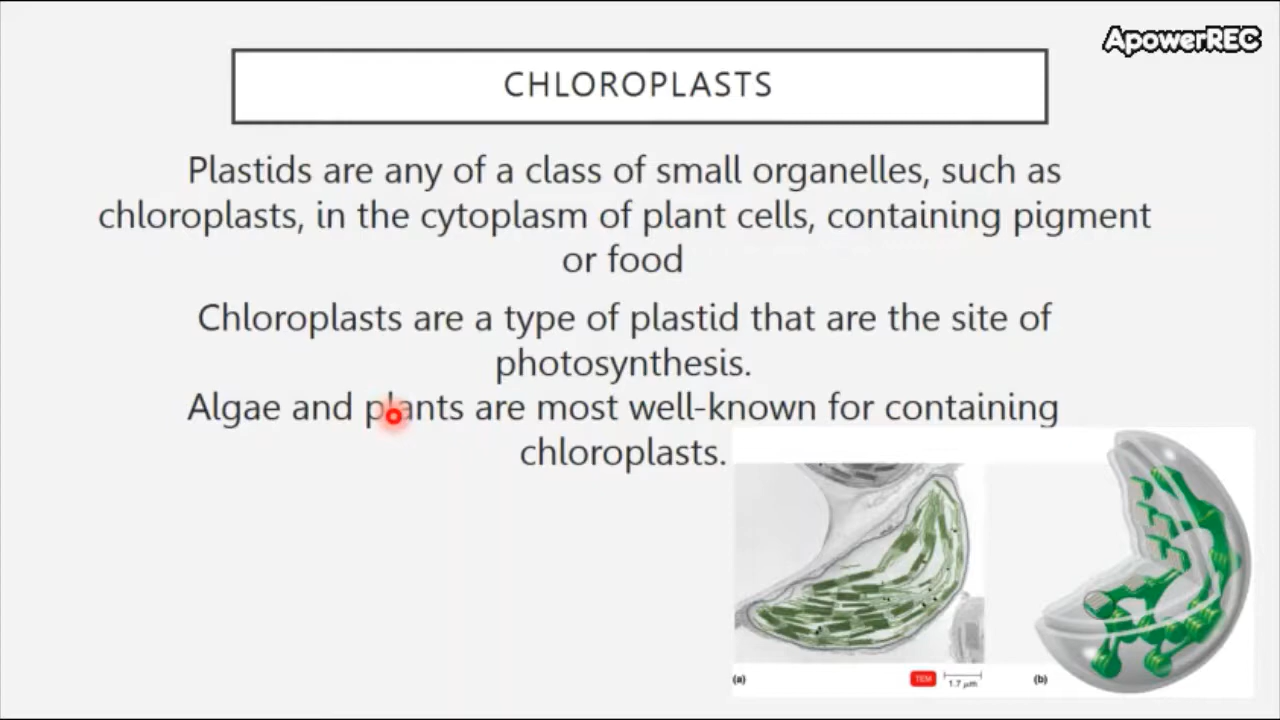 ApowerREC
CHLOROPLASTS
Plastids are any of a class of small organelles, such as
chloroplasts, in the cytoplasm of plant cells, containing pigment
or food
Chloroplasts are a type of plastid that are the site of
photosynthesis.
Algae and plants are most well-known for containing
chloroplasts.
(a) TEM 1.7 μm (b)